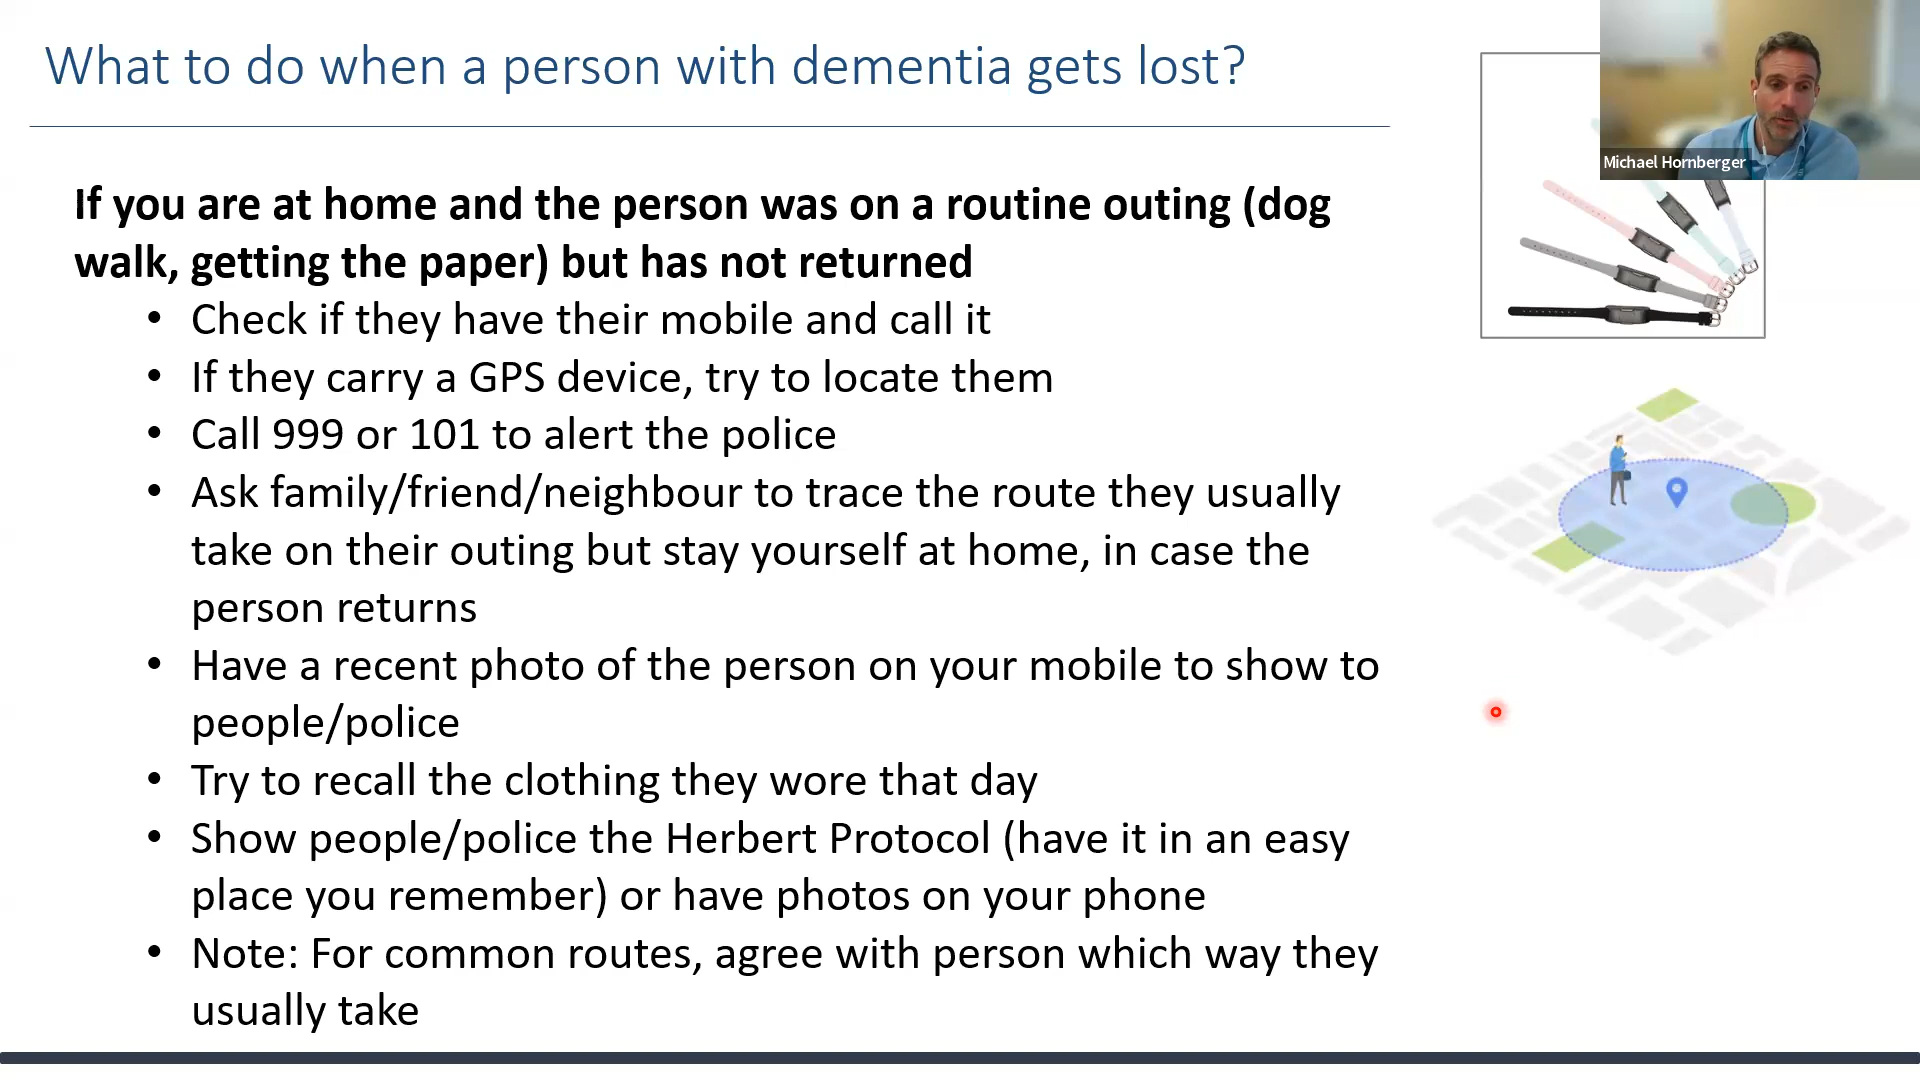 What to do when a person with dementia gets lost?
Michael Hornberger
If you are at home and the person was on a routine outing (dog
walk, getting the paper) but has not returned
• Check if they have their mobile and call it
• If they carry a GPS device, try to locate them
• Call 999 or 101 to alert the police
• Ask family/friend/neighbour to trace the route they usually
take on their outing but stay yourself at home, in case the
person returns
• Have a recent photo of the person on your mobile to show to
people/police
• Try to recall the clothing they wore that day
• Show people/police the Herbert Protocol (have it in an easy
place you remember) or have photos on your phone
• Note: For common routes, agree with person which way they
usually take